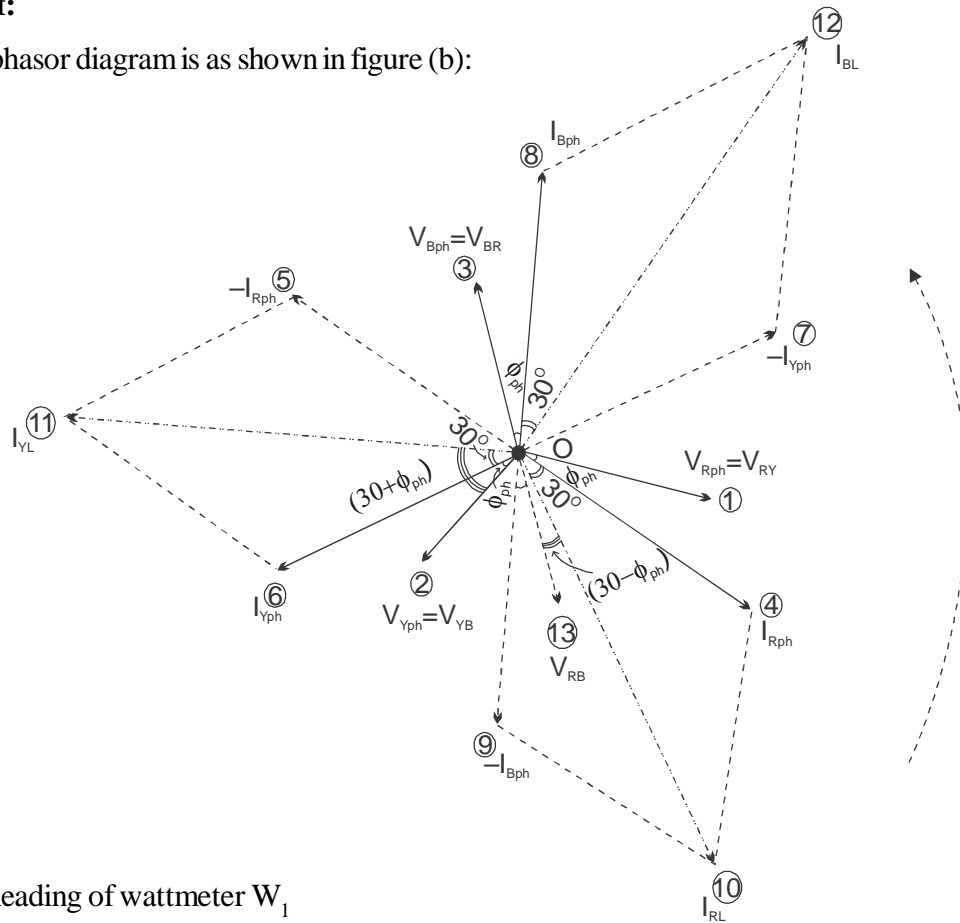 f:
phasor diagram is as shown in figure (b):
⑫
I_BL
I_Bph
⑧
V_Bph=V_BR
③
⑤
–I_Rph
⑦
–I_Yph
ϕ_ph
30°
⑪
I_YL
30°
O
ϕ_ph
V_Rph=V_RY
①
(30+ϕ_ph)
ϕ_ph
30°
(30–ϕ_ph)
②
V_Yph=V_YB
⑥
I_Yph
④
I_Rph
⑬
V_RB
⑨
–I_Bph
⑩
I_RL
eading of wattmeter W_1